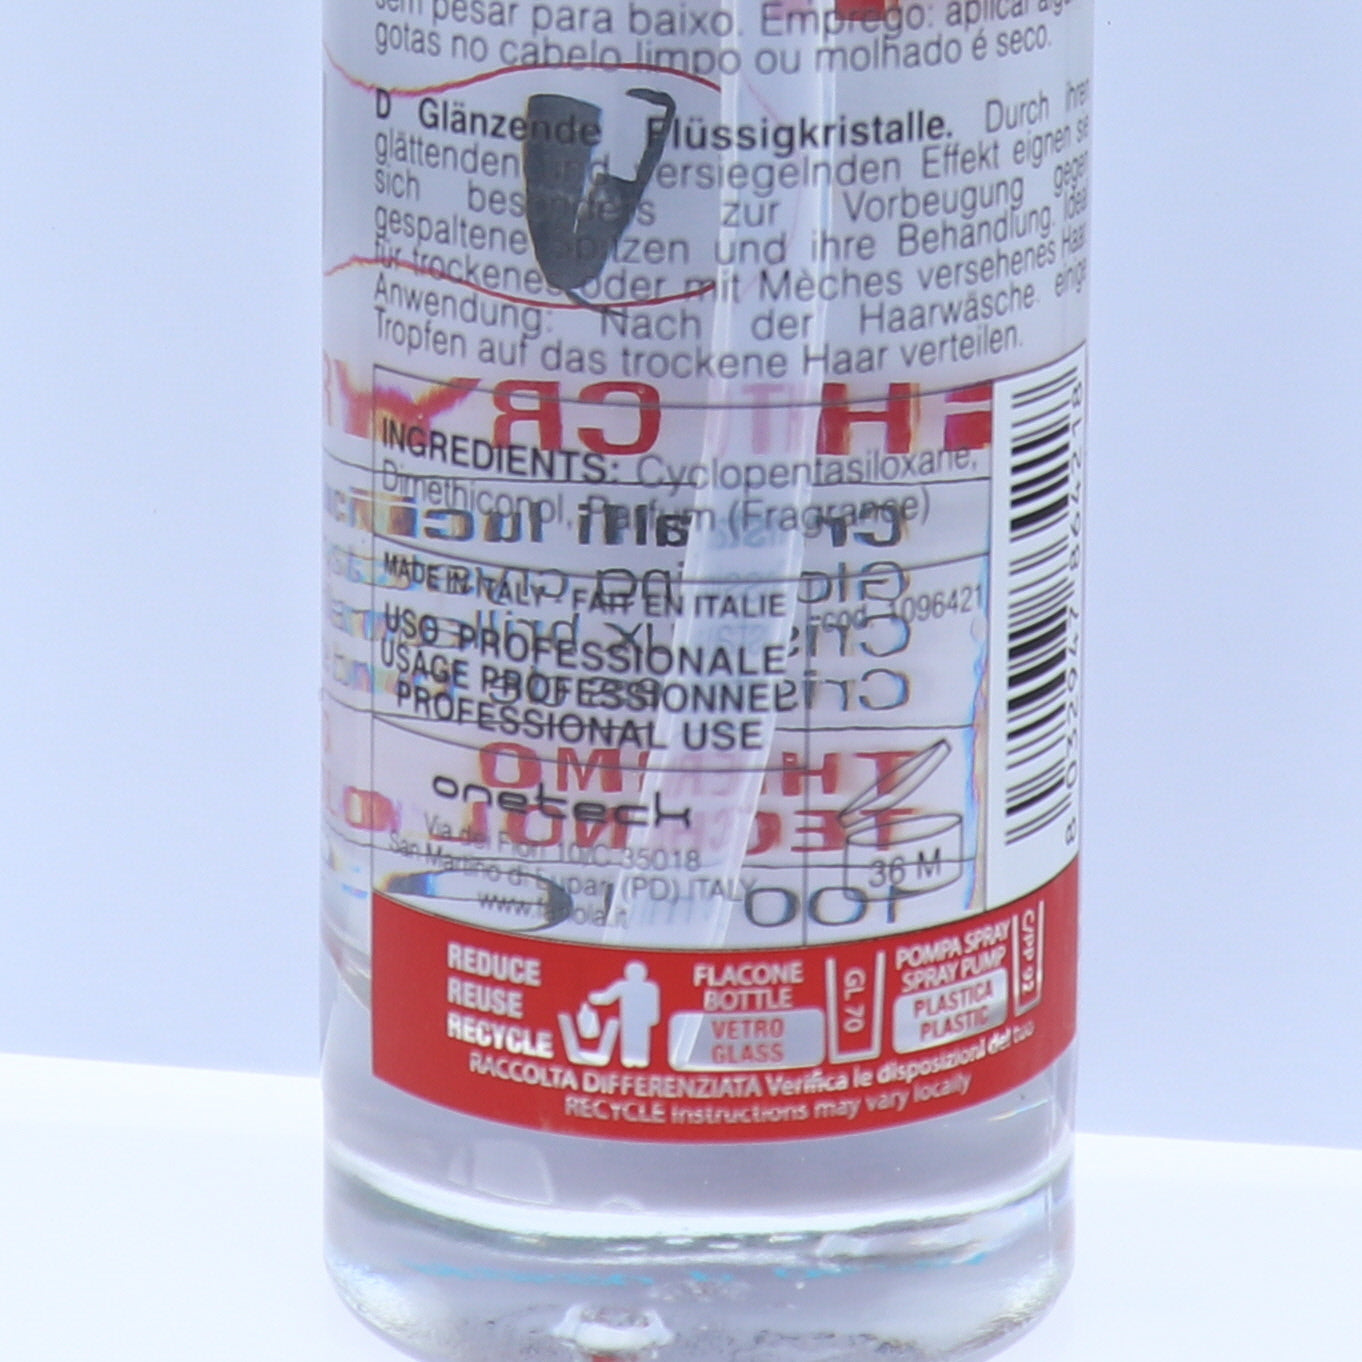 sem pesar para baixo. Emprego: aplicar
gotas no cabelo limpo ou molhado é seco.
D Glänzende Flüssigkristalle. Durch ihren
glättenden und versiegelnden Effekt eignen sie
sich besonders zur Vorbeugung gegen
gespaltene Spitzen und ihre Behandlung. Ideal
für trockenes oder mit Mèches versehenes Haar.
Anwendung: Nach der Haarwäsche einige
Tropfen auf das trockene Haar verteilen.
INGREDIENTS: Cyclopentasiloxane,
Dimethiconol, Parfum (Fragrance)
MADE IN ITALY - FAIT EN ITALIE
cod. 1096421
USO PROFESSIONALE
USAGE PROFESSIONNEL
PROFESSIONAL USE
oneteck
Via dei Fiori 10/C 35018
San Martino di Lupari (PD) ITALY
www.fanola.it
36 M
8 032947 864218
REDUCE
REUSE
RECYCLE
FLACONE
BOTTLE
VETRO
GLASS
GL 70
POMPA SPRAY
SPRAY PUMP
PLASTICA
PLASTIC
C/PP 92
RACCOLTA DIFFERENZIATA Verifica le disposizioni del tuo
RECYCLE Instructions may vary locally